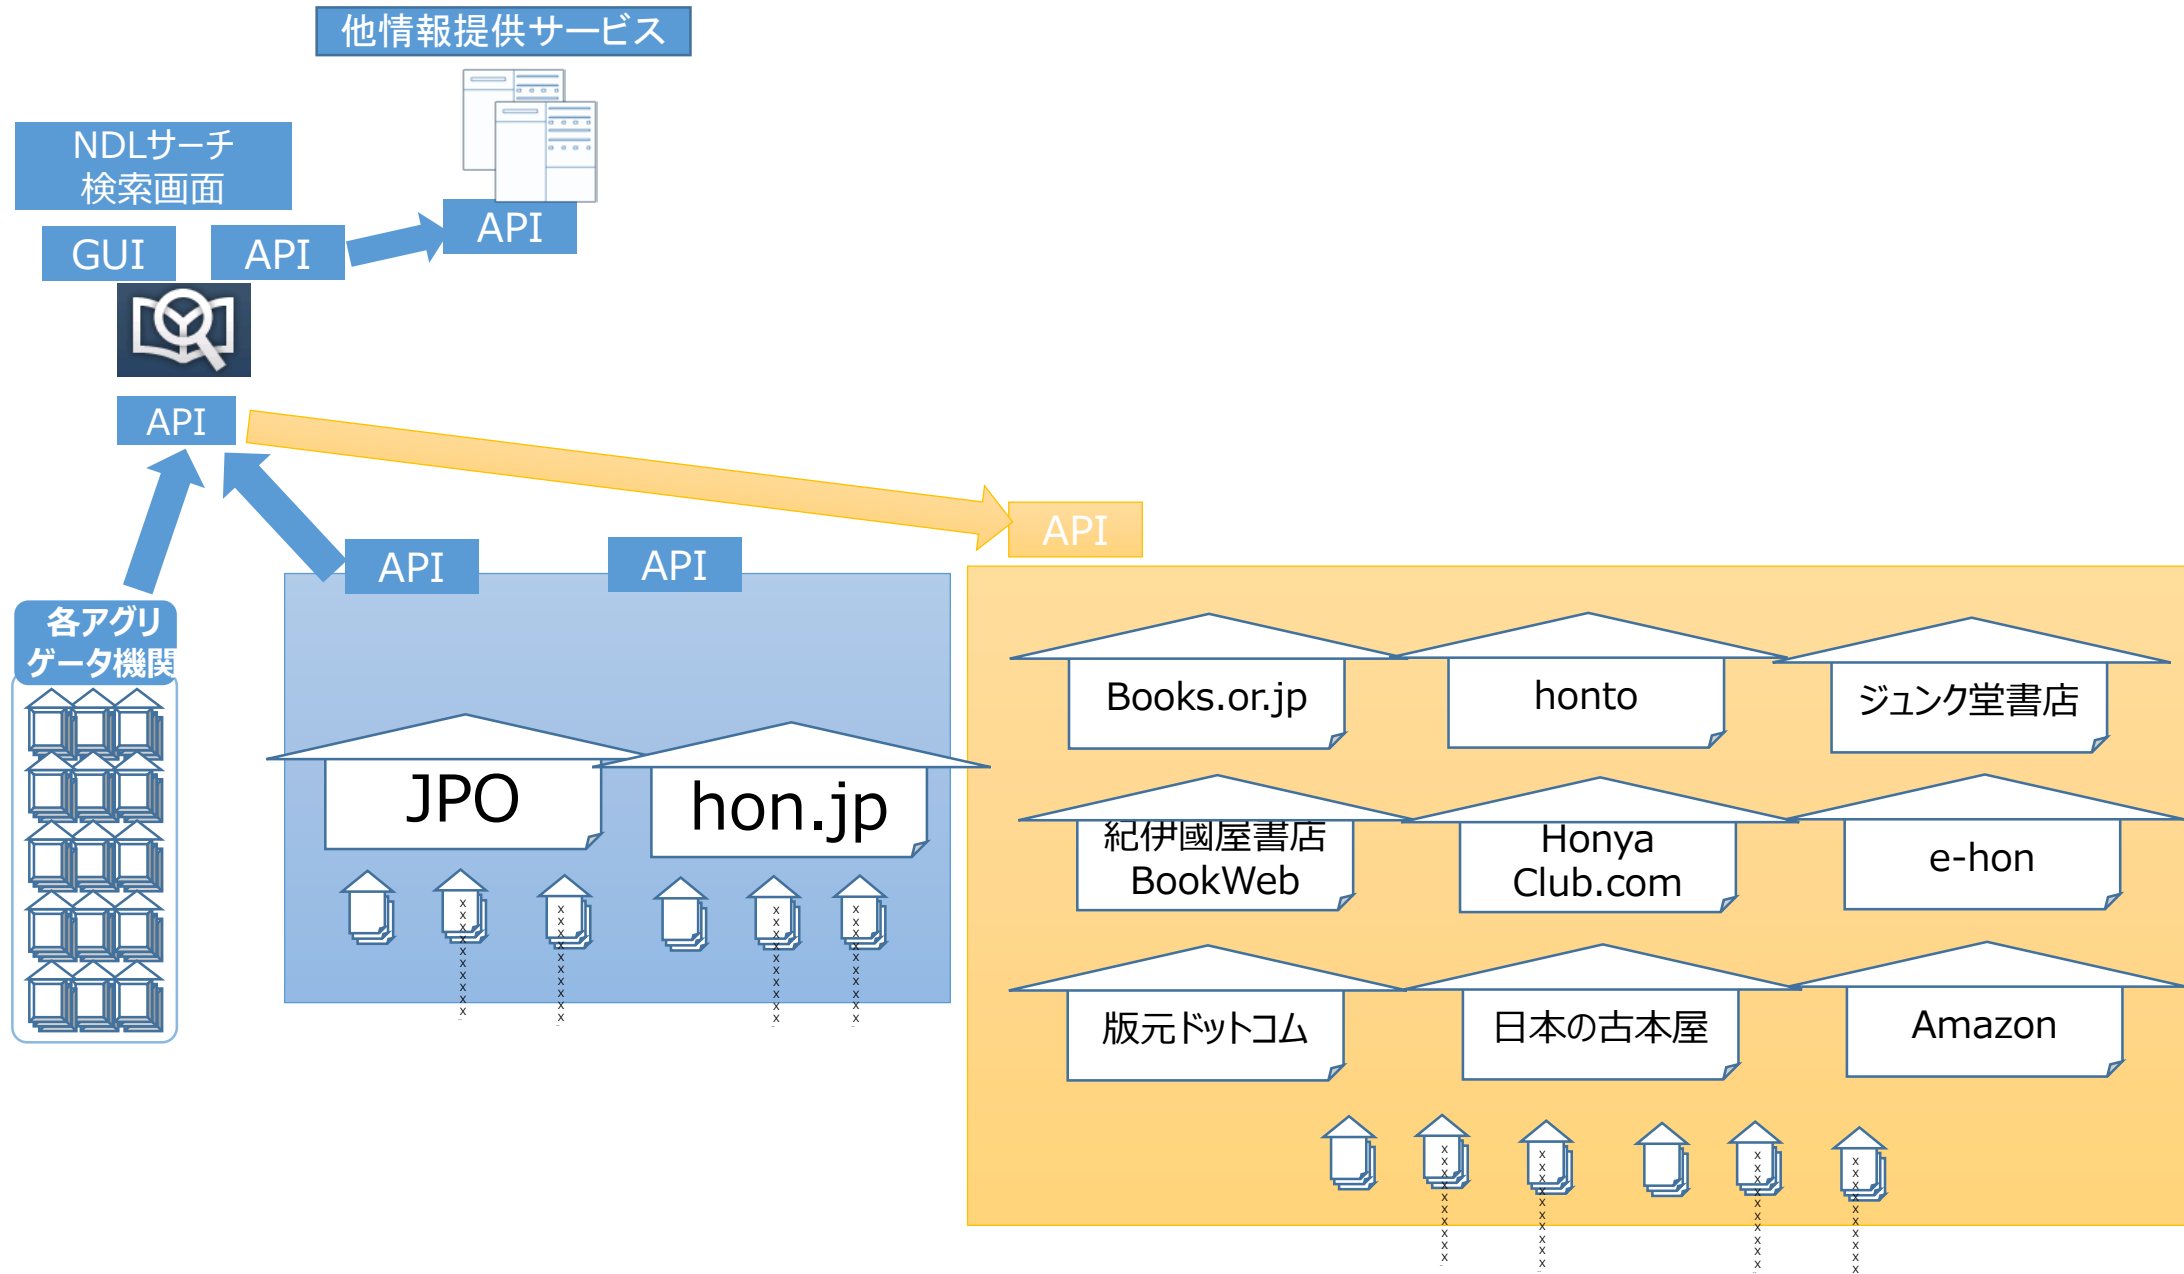 他情報提供サービス
NDLサーチ
検索画面
GUI
API
API
API
API
API
API
各アグリ
ゲータ機関
JPO
hon.jp
Books.or.jp
honto
ジュンク堂書店
紀伊國屋書店
BookWeb
Honya
Club.com
e-hon
版元ドットコム
日本の古本屋
Amazon